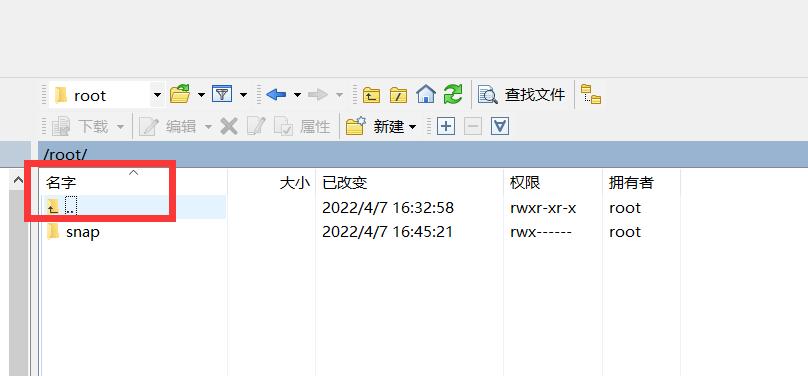 root
查找文件
下载 编辑 属性 新建
/root/
名字 大小 已改变 权限 拥有者
.. 2022/4/7 16:32:58 rwxr-xr-x root
snap 2022/4/7 16:45:21 rwx------ root